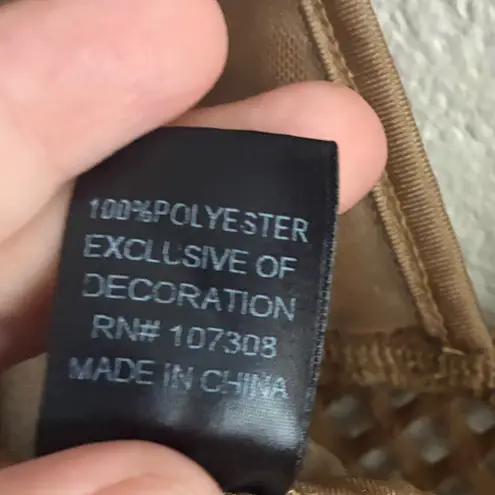 100%POLYESTER
EXCLUSIVE OF
DECORATION
RN# 107308
MADE IN CHINA